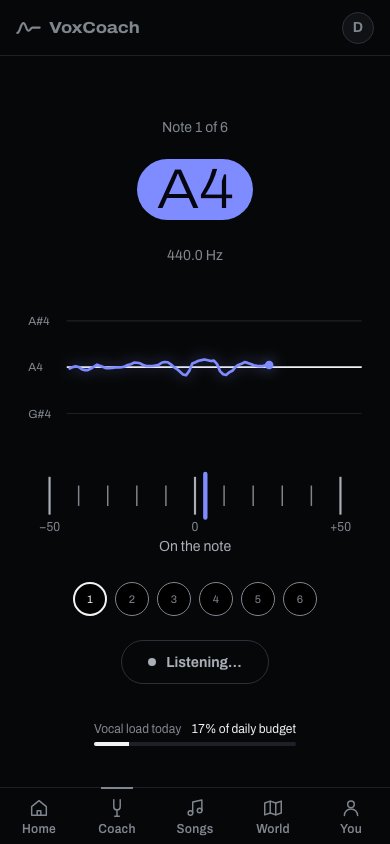 VoxCoach
D
Note 1 of 6
A4
440.0 Hz
A#4
A4
G#4
−50 0 +50
On the note
1 2 3 4 5 6
Listening...
Vocal load today 17% of daily budget
Home Coach Songs World You